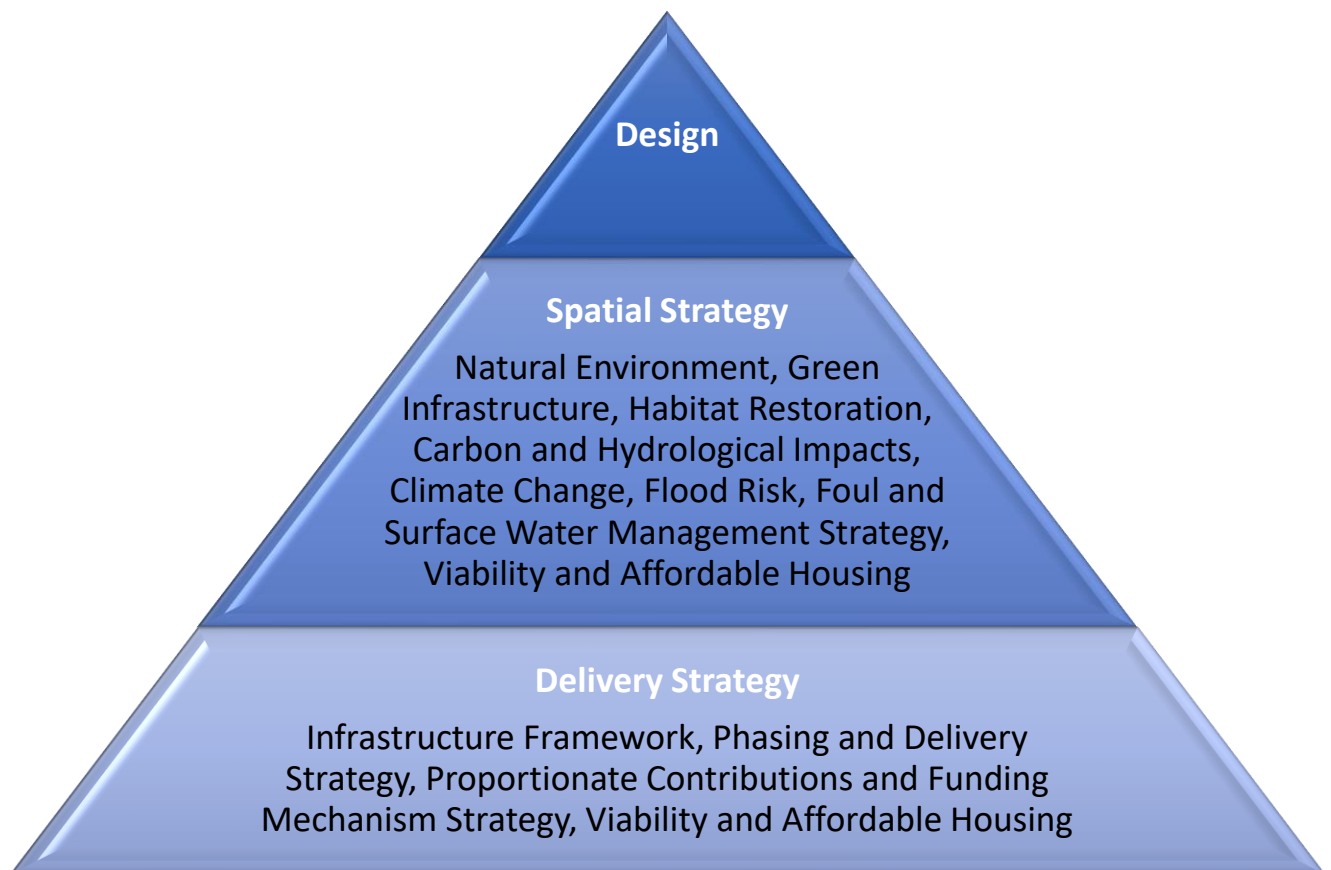 Design
Spatial Strategy
Natural Environment, Green
Infrastructure, Habitat Restoration,
Carbon and Hydrological Impacts,
Climate Change, Flood Risk, Foul and
Surface Water Management Strategy,
Viability and Affordable Housing
Delivery Strategy
Infrastructure Framework, Phasing and Delivery
Strategy, Proportionate Contributions and Funding
Mechanism Strategy, Viability and Affordable Housing